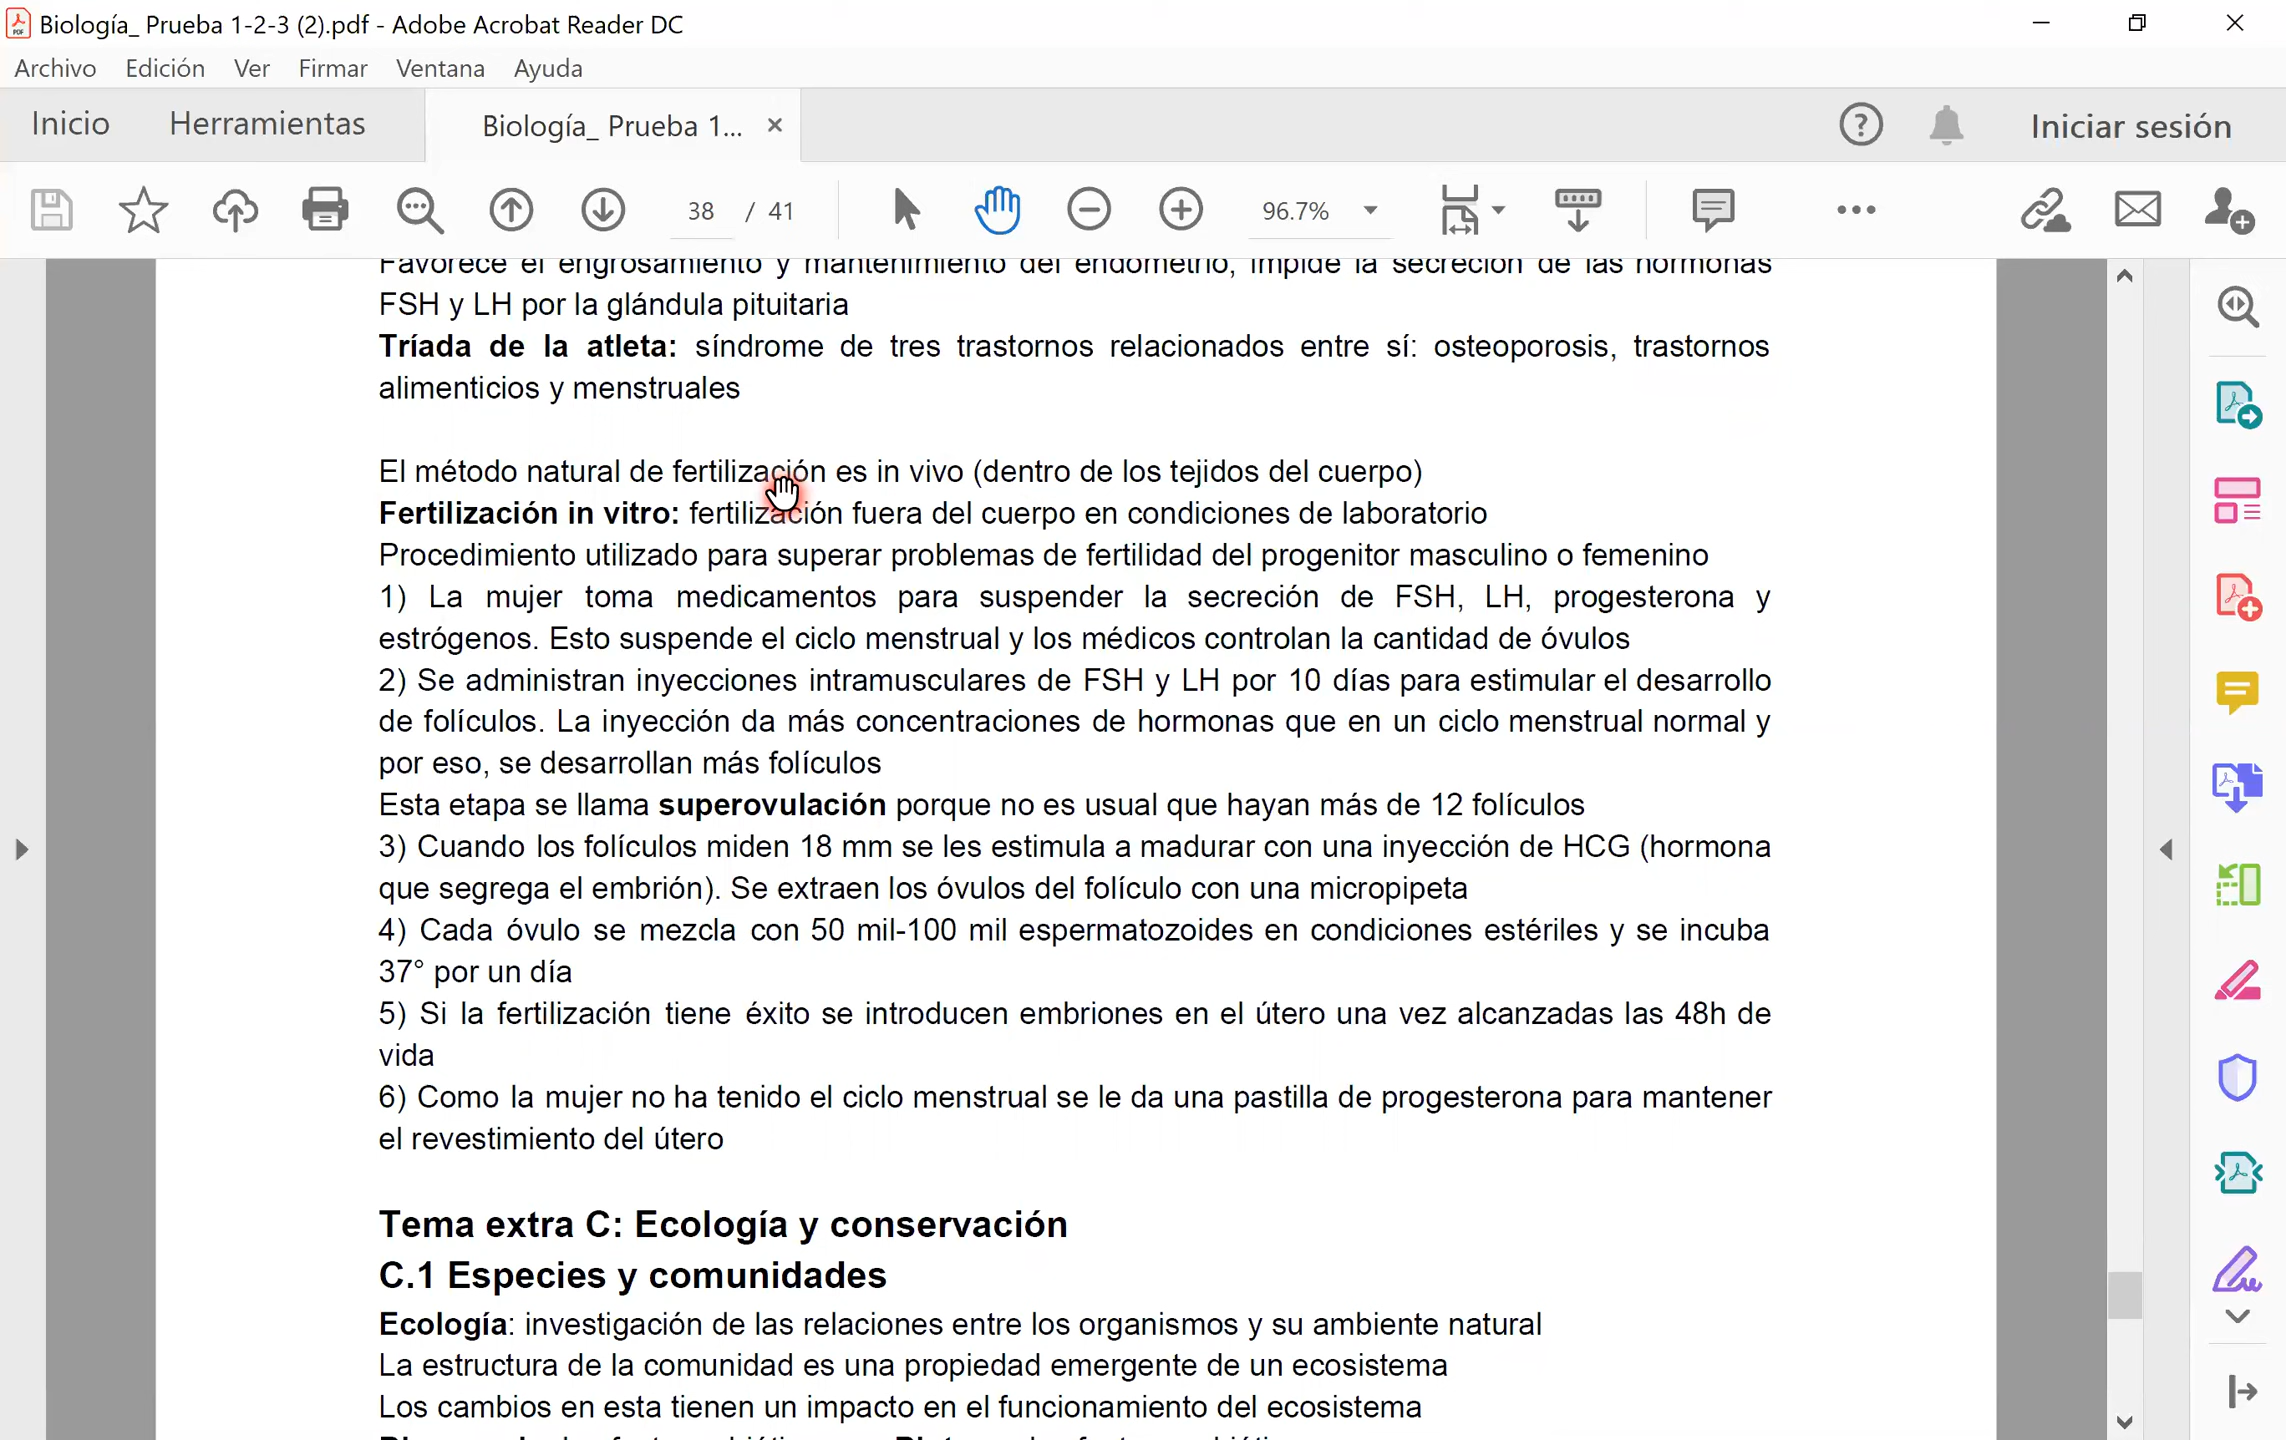 Biología_ Prueba 1-2-3 (2).pdf - Adobe Acrobat Reader DC
Archivo Edición Ver Firmar Ventana Ayuda
Inicio Herramientas Biología_ Prueba 1... × Iniciar sesión
38 / 41 96.7%
Favorece el engrosamiento y mantenimiento del endometrio, impide la secreción de las hormonas
FSH y LH por la glándula pituitaria
Tríada de la atleta: síndrome de tres trastornos relacionados entre sí: osteoporosis, trastornos
alimenticios y menstruales
El método natural de fertilización es in vivo (dentro de los tejidos del cuerpo)
Fertilización in vitro: fertilización fuera del cuerpo en condiciones de laboratorio
Procedimiento utilizado para superar problemas de fertilidad del progenitor masculino o femenino
1) La mujer toma medicamentos para suspender la secreción de FSH, LH, progesterona y
estrógenos. Esto suspende el ciclo menstrual y los médicos controlan la cantidad de óvulos
2) Se administran inyecciones intramusculares de FSH y LH por 10 días para estimular el desarrollo
de folículos. La inyección da más concentraciones de hormonas que en un ciclo menstrual normal y
por eso, se desarrollan más folículos
Esta etapa se llama superovulación porque no es usual que hayan más de 12 folículos
3) Cuando los folículos miden 18 mm se les estimula a madurar con una inyección de HCG (hormona
que segrega el embrión). Se extraen los óvulos del folículo con una micropipeta
4) Cada óvulo se mezcla con 50 mil-100 mil espermatozoides en condiciones estériles y se incuba
37° por un día
5) Si la fertilización tiene éxito se introducen embriones en el útero una vez alcanzadas las 48h de
vida
6) Como la mujer no ha tenido el ciclo menstrual se le da una pastilla de progesterona para mantener
el revestimiento del útero
Tema extra C: Ecología y conservación
C.1 Especies y comunidades
Ecología: investigación de las relaciones entre los organismos y su ambiente natural
La estructura de la comunidad es una propiedad emergente de un ecosistema
Los cambios en esta tienen un impacto en el funcionamiento del ecosistema